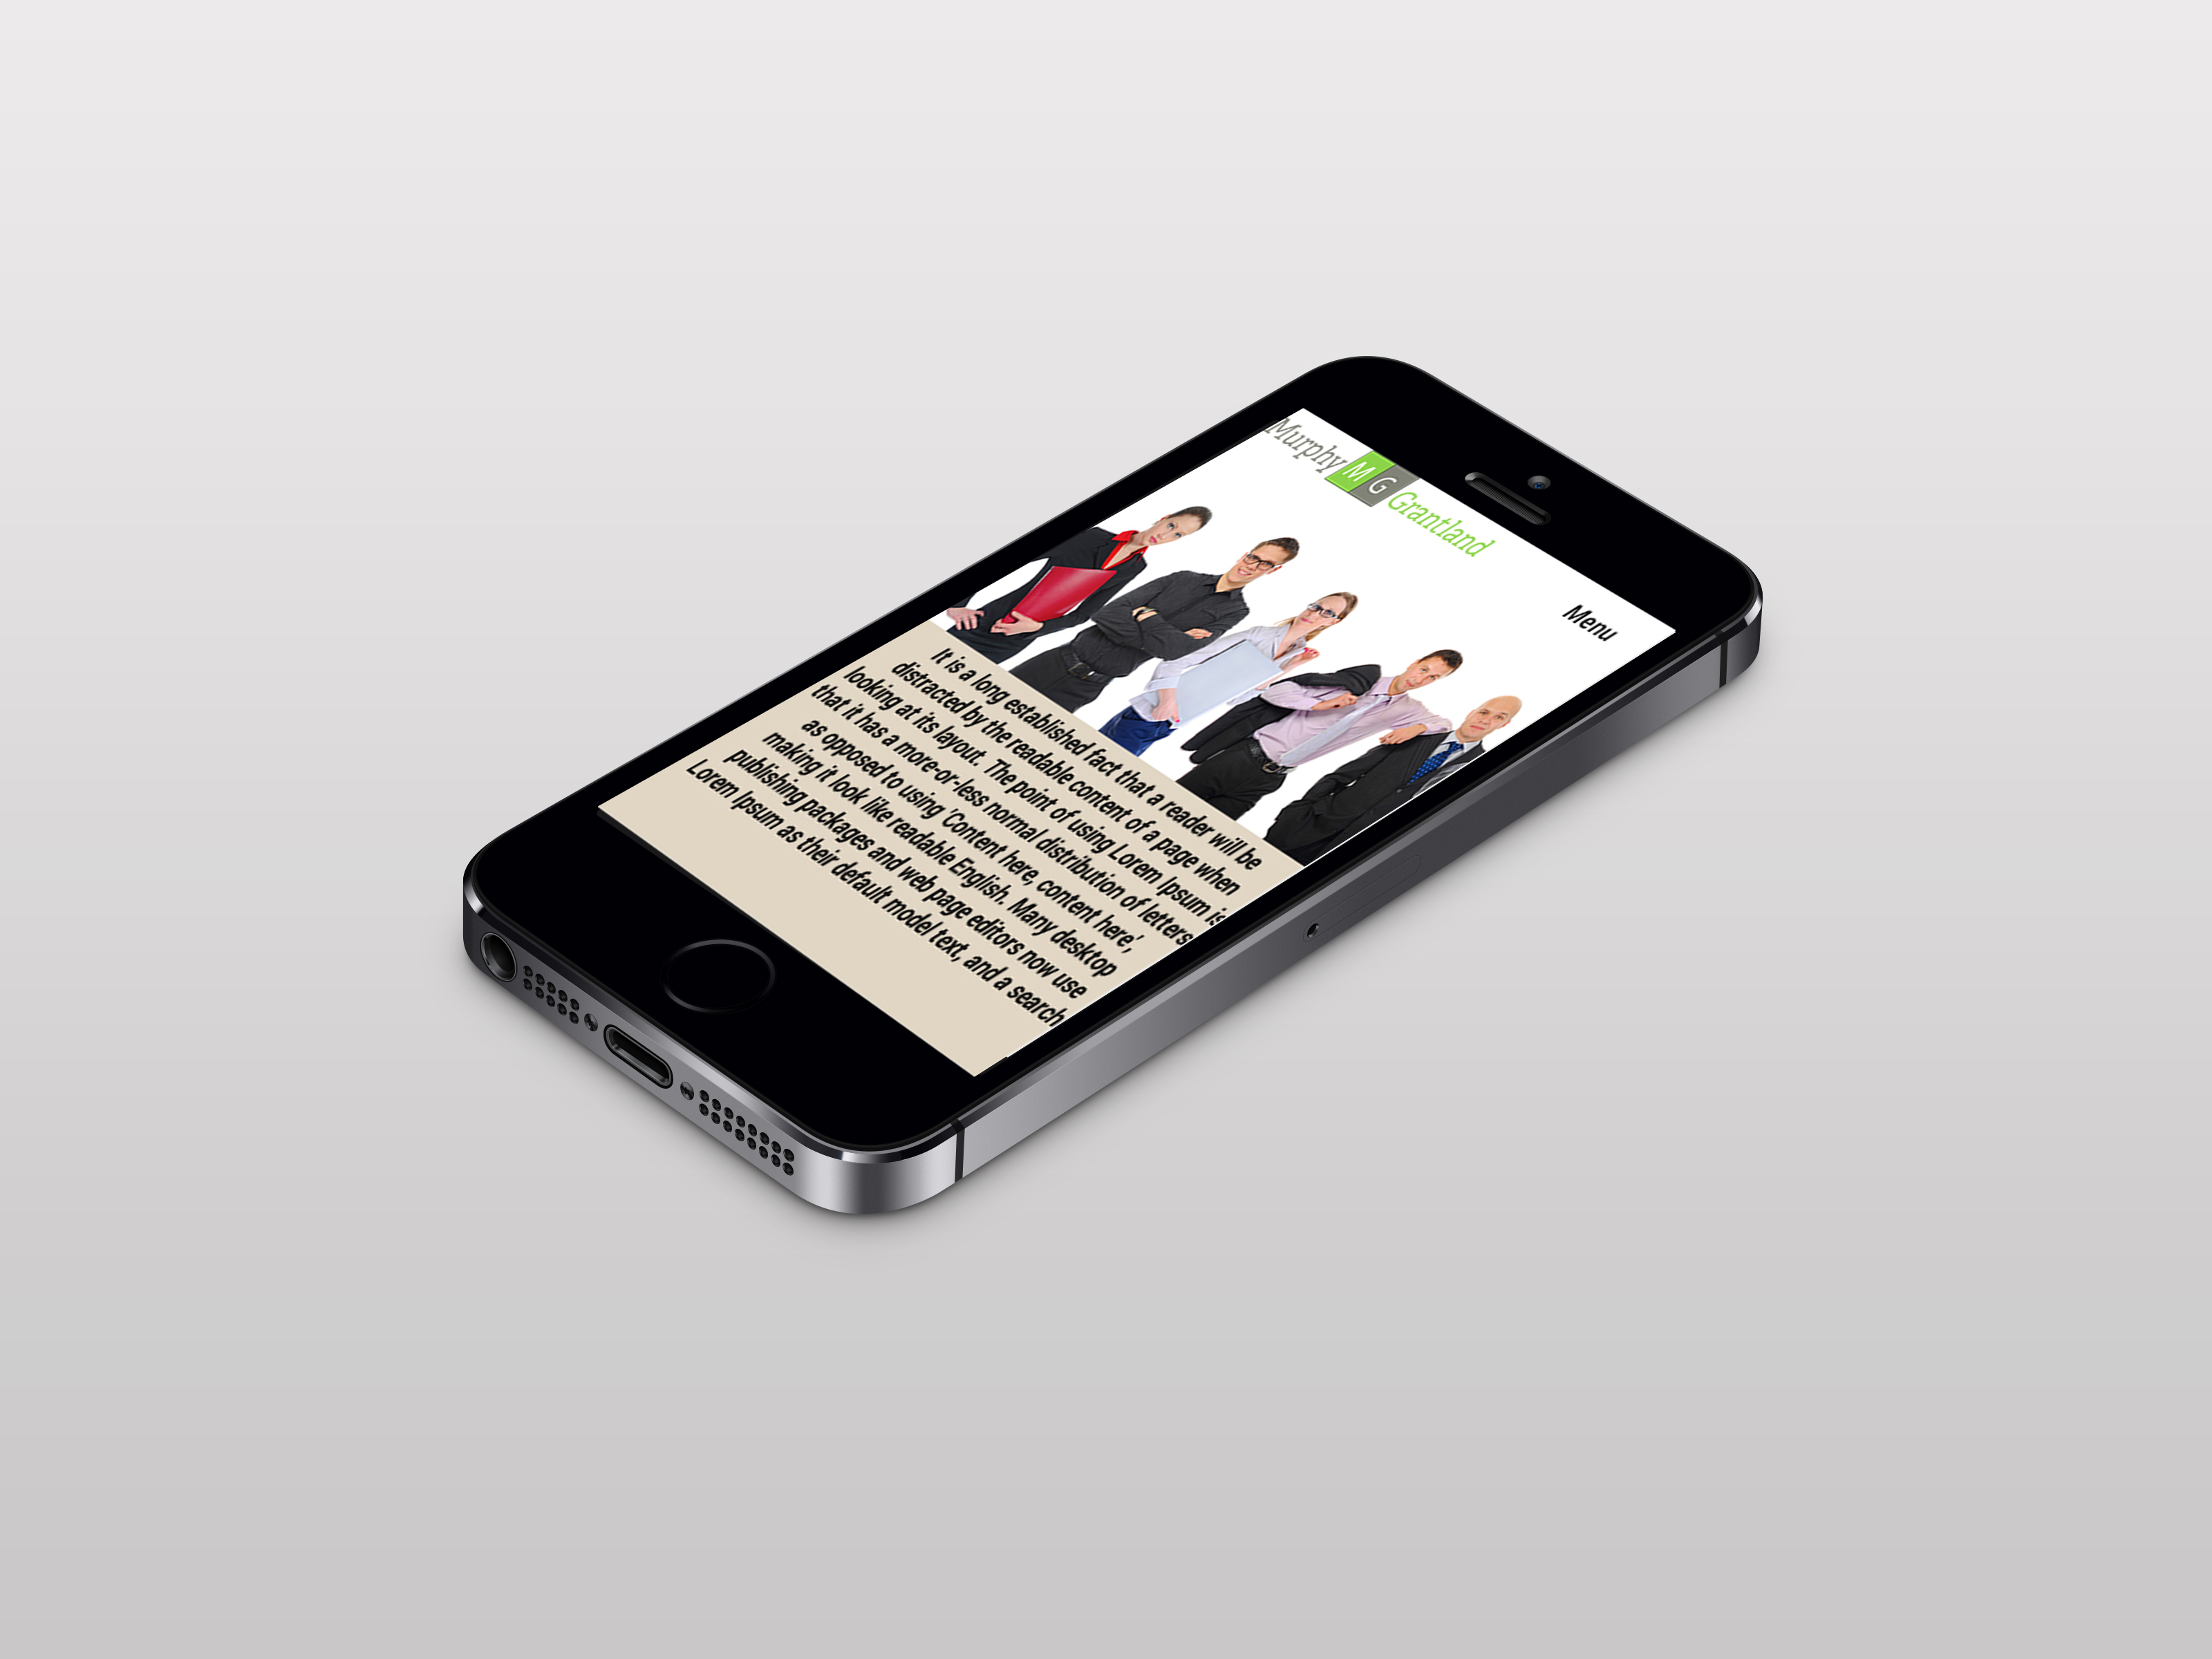 Murphy MG Grantland
Menu
It is a long established fact that a reader will be
distracted by the readable content of a page when
looking at its layout. The point of using Lorem Ipsum is
that it has a more-or-less normal distribution of letters,
as opposed to using 'Content here, content here',
making it look like readable English. Many desktop
publishing packages and web page editors now use
Lorem Ipsum as their default model text, and a search